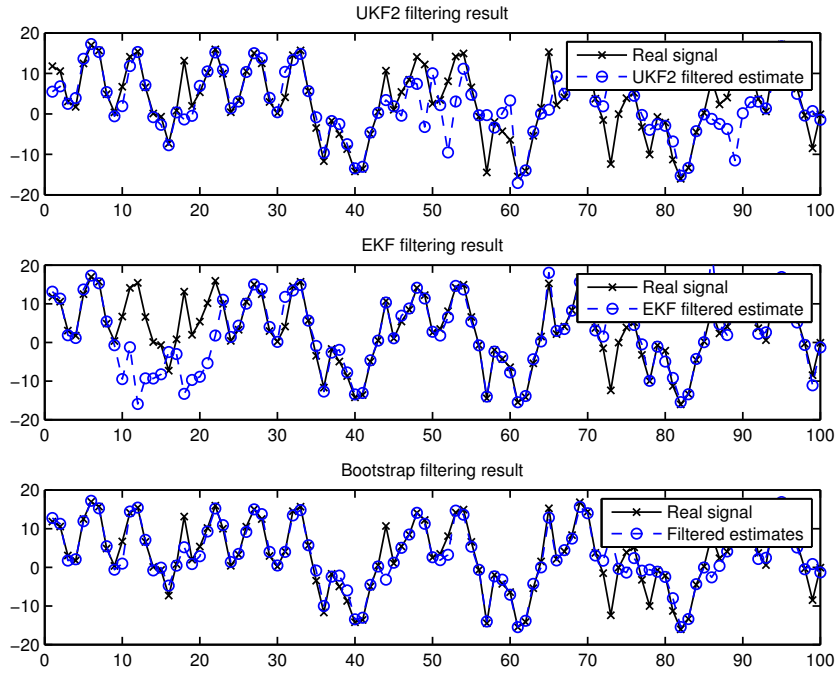 UKF2 filtering result
20
10
0
−10
−20
Real signal
UKF2 filtered estimate
0 10 20 30 40 50 60 70 80 90 100
EKF filtering result
20
10
0
−10
−20
Real signal
EKF filtered estimate
0 10 20 30 40 50 60 70 80 90 100
Bootstrap filtering result
20
10
0
−10
−20
Real signal
Filtered estimates
0 10 20 30 40 50 60 70 80 90 100